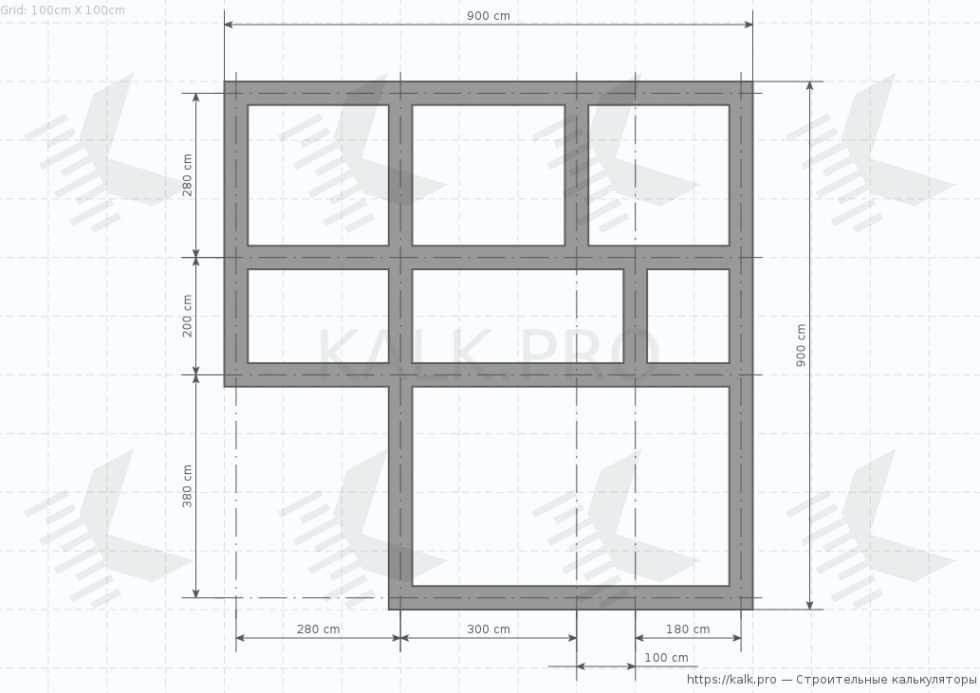 Grid: 100cm X 100cm
900 cm
280 cm
200 cm
900 cm
KALK.PRO
380 cm
280 cm
300 cm
180 cm
100 cm
https://kalk.pro — Строительные калькуляторы